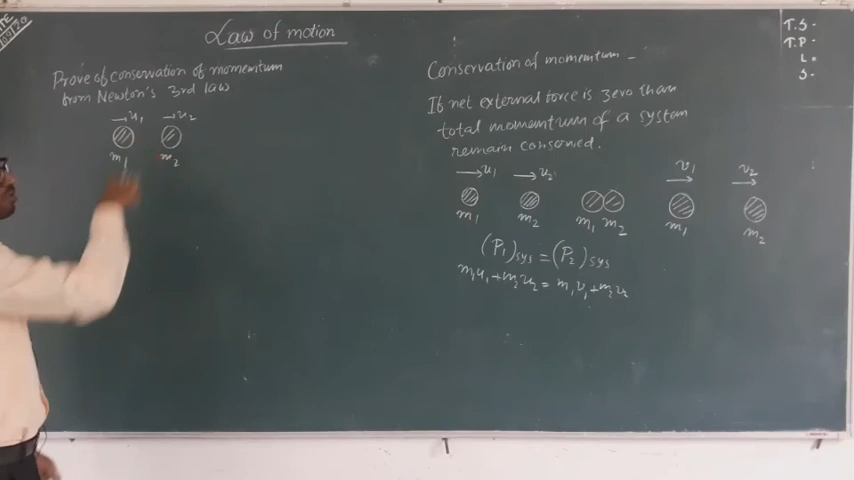 Law of motion
Prove of conservation of momentum
from Newton's 3rd law
→u₁ →u₂
m₁ m₂
Conservation of momentum -
If net external force is zero than
total momentum of a system
remain conserved.
→u₁ →u₂ v₁ v₂
m₁ m₂ m₁ m₂ m₁ m₂
(P₁)sys = (P₂)sys
m₁u₁+m₂u₂ = m₁v₁+m₂v₂
T.S-
T.P-
L=
S-